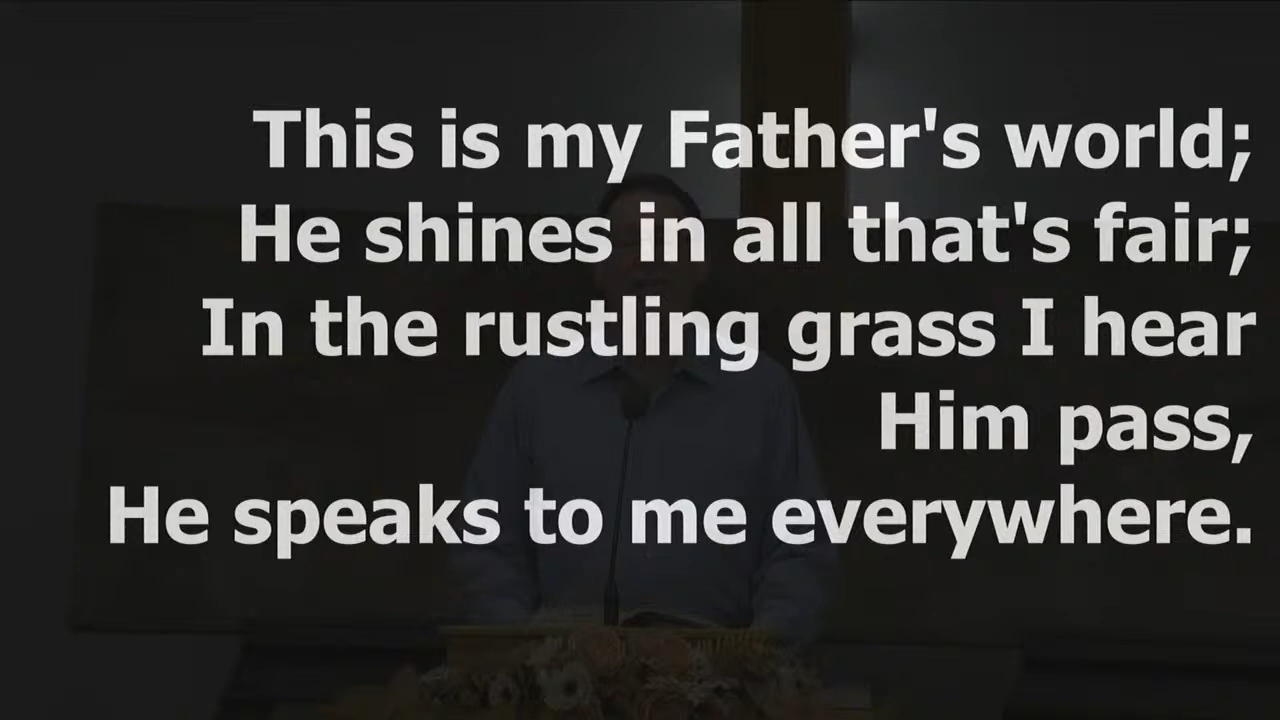 This is my Father's world;
He shines in all that's fair;
In the rustling grass I hear
Him pass,
He speaks to me everywhere.